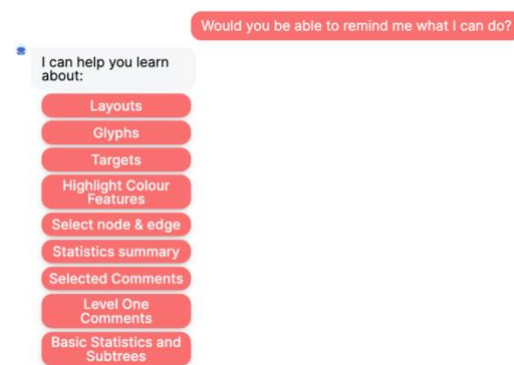 Would you be able to remind me what I can do?
I can help you learn
about:
Layouts
Glyphs
Targets
Highlight Colour
Features
Select node & edge
Statistics summary
Selected Comments
Level One
Comments
Basic Statistics and
Subtrees